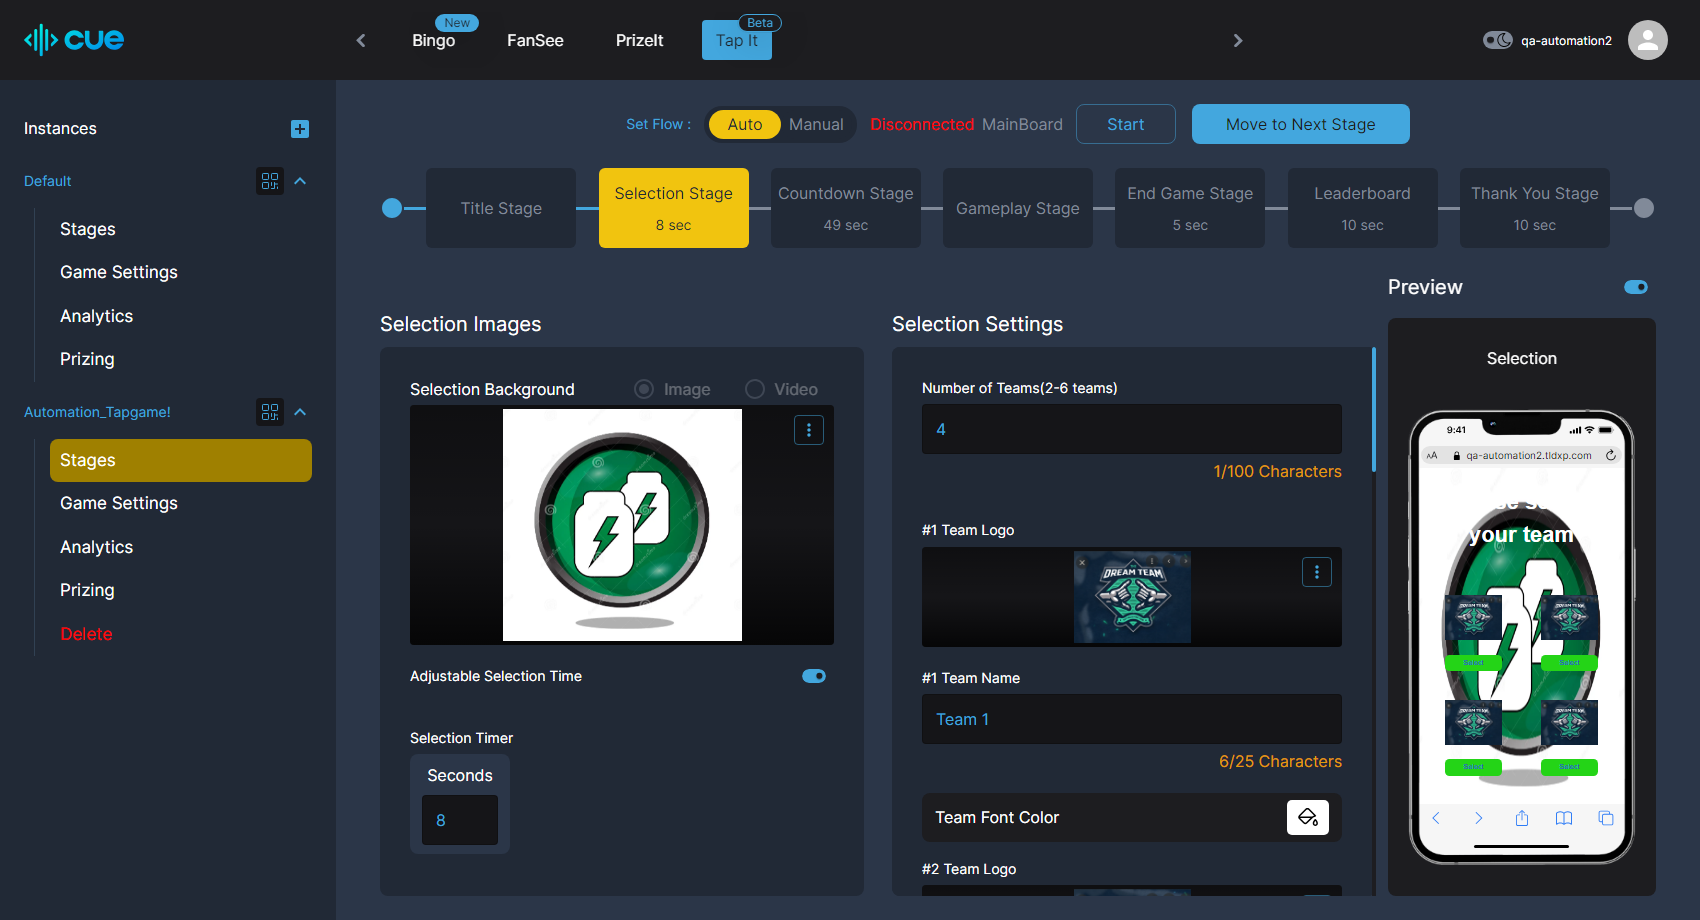 cue
Bingo
New
FanSee
PrizeIt
Tap It
Beta
qa-automation2
Instances
Default
Stages
Game Settings
Analytics
Prizing
Automation_Tapgame!
Stages
Game Settings
Analytics
Prizing
Delete
Set Flow :
Auto
Manual
Disconnected MainBoard
Start
Move to Next Stage
Title Stage
Selection Stage
8 sec
Countdown Stage
49 sec
Gameplay Stage
End Game Stage
5 sec
Leaderboard
10 sec
Thank You Stage
10 sec
Selection Images
Selection Background
Image
Video
Adjustable Selection Time
Selection Timer
Seconds
8
Selection Settings
Number of Teams(2-6 teams)
4
1/100 Characters
#1 Team Logo
DREAM TEAM
#1 Team Name
Team 1
6/25 Characters
Team Font Color
#2 Team Logo
Preview
Selection
9:41
AA
qa-automation2.tldxp.com
your team
DREAM TEAM
DREAM TEAM
Select
Select
DREAM TEAM
DREAM TEAM
Select
Select